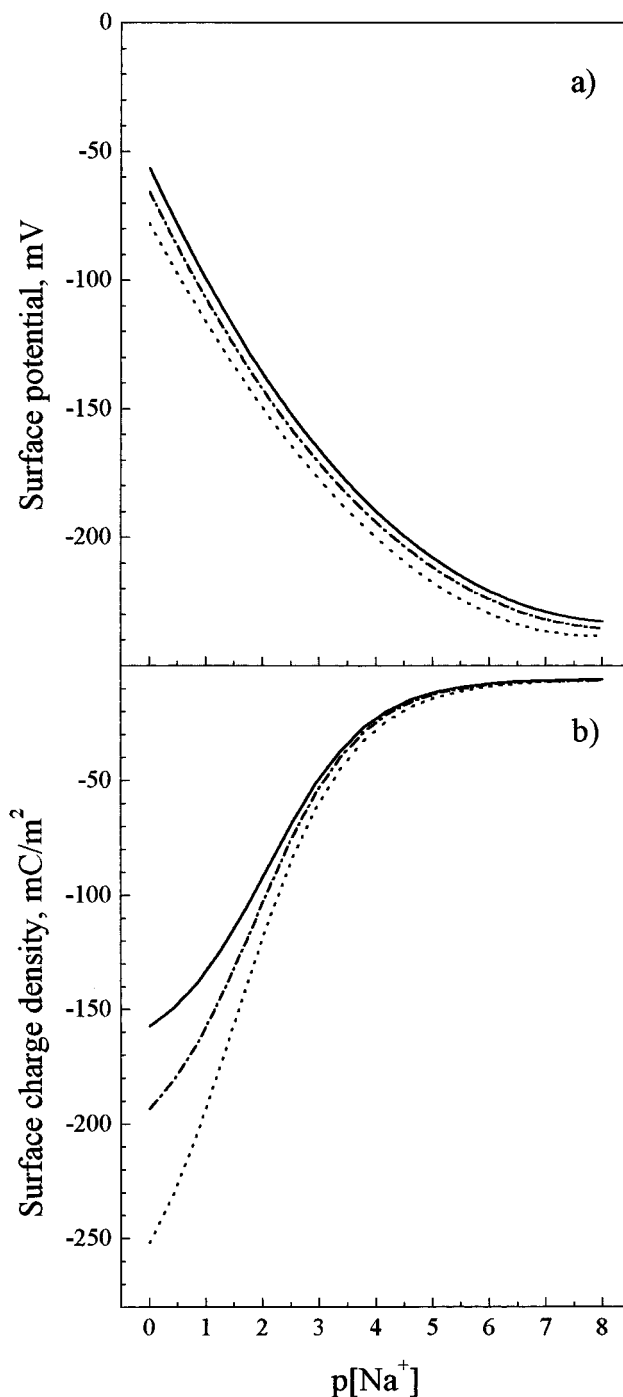 0
-50
-100
-150
-200
Surface potential, mV
a)
-50
-100
-150
-200
-250
Surface charge density, mC/m²
b)
0 1 2 3 4 5 6 7 8
p[Na⁺]